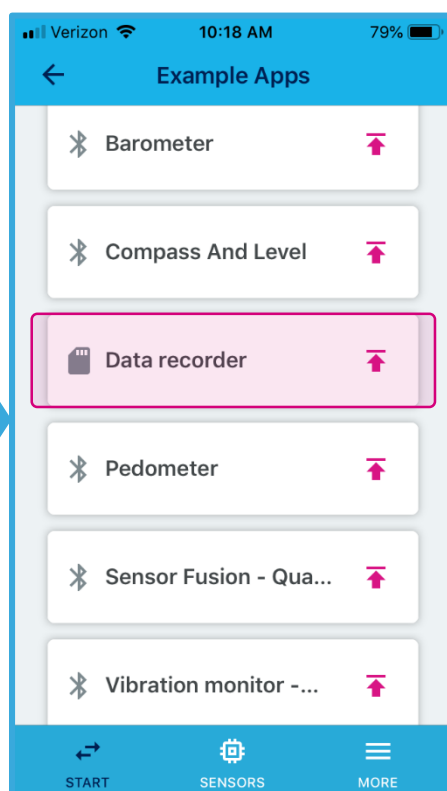 Verizon 10:18 AM 79%
Example Apps
Barometer
Compass And Level
Data recorder
Pedometer
Sensor Fusion - Qua...
Vibration monitor -...
START SENSORS MORE